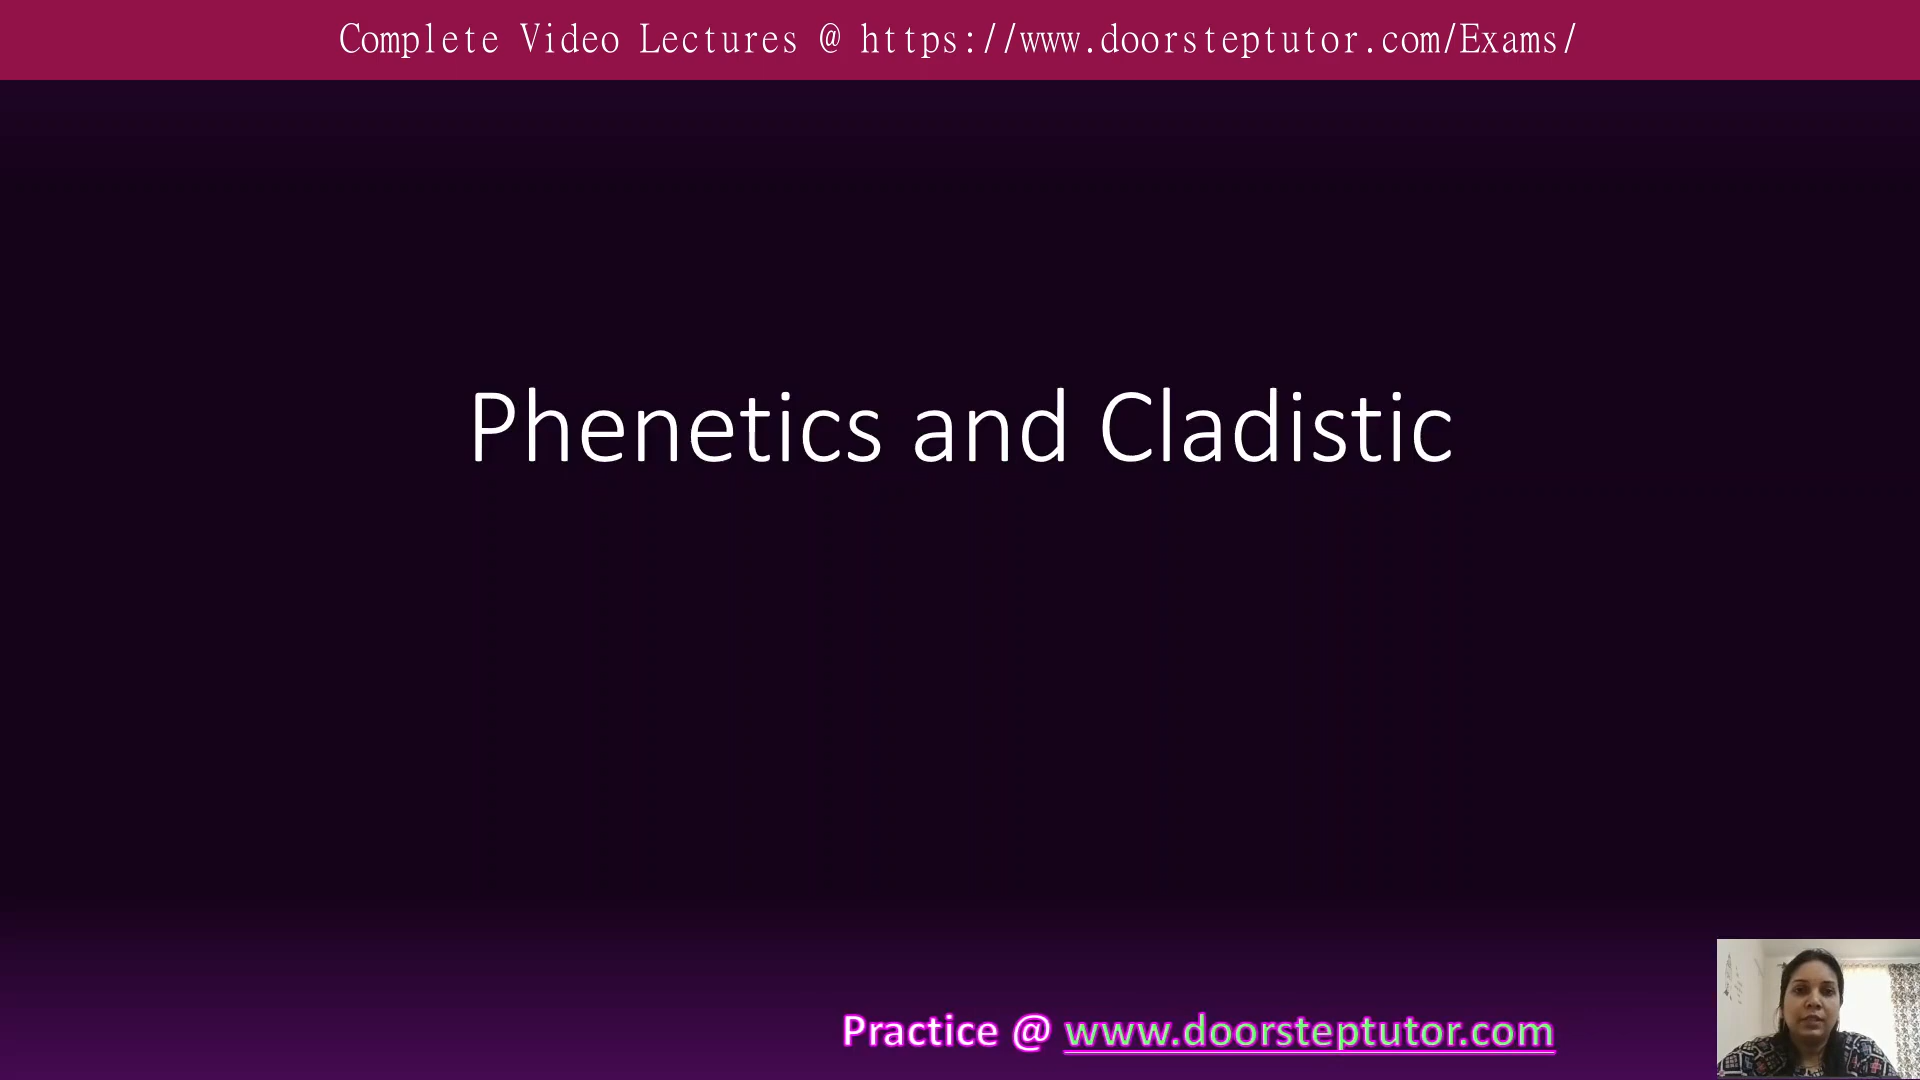 Complete Video Lectures @ https://www.doorsteptutor.com/Exams/
Phenetics and Cladistic
Practice @ www.doorsteptutor.com